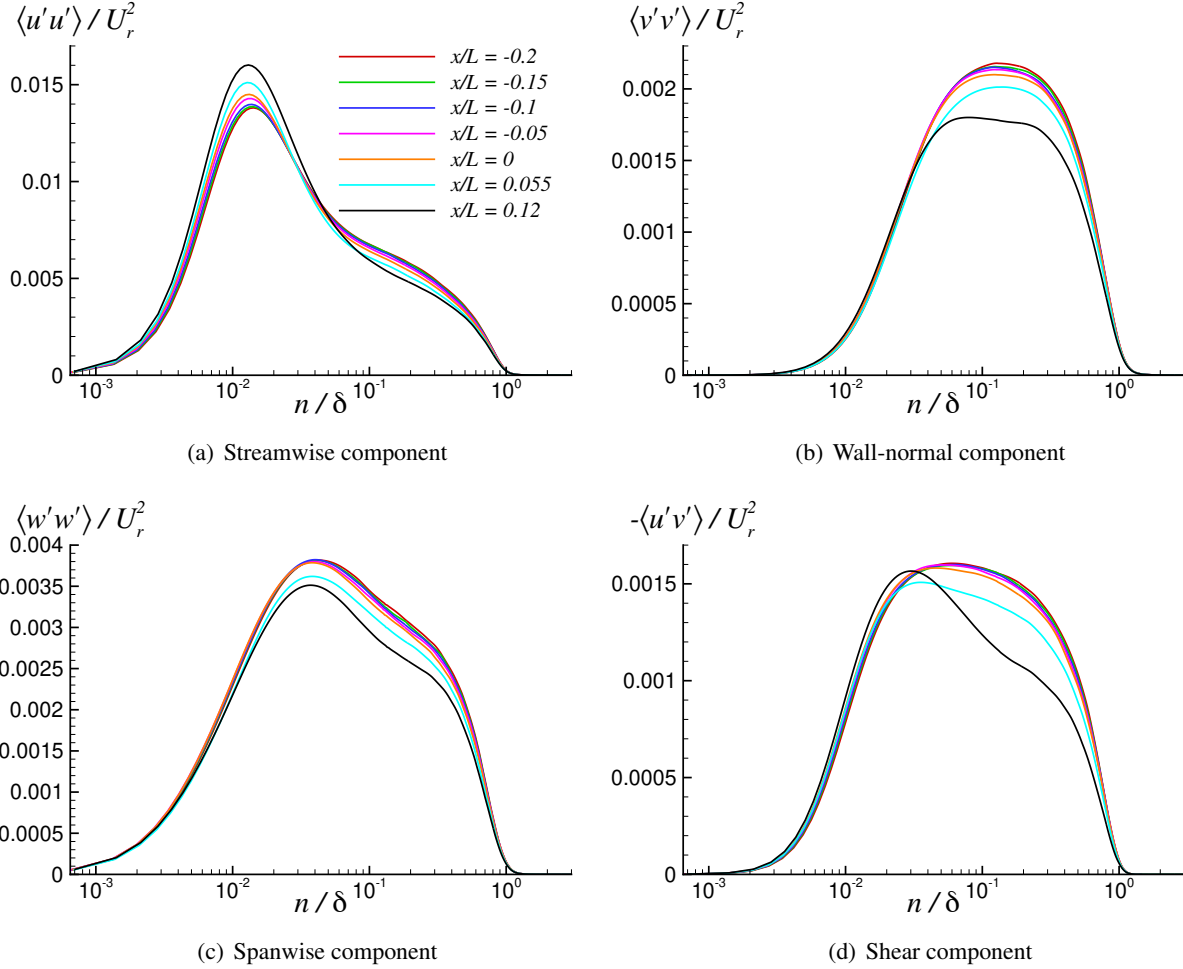 ⟨u′u′⟩ / U_r^2
0.015
0.01
0.005
0
10^-3
10^-2
10^-1
10^0
n / δ
x/L = -0.2
x/L = -0.15
x/L = -0.1
x/L = -0.05
x/L = 0
x/L = 0.055
x/L = 0.12
(a) Streamwise component
⟨v′v′⟩ / U_r^2
0.002
0.0015
0.001
0.0005
0
10^-3
10^-2
10^-1
10^0
n / δ
(b) Wall-normal component
⟨w′w′⟩ / U_r^2
0.004
0.0035
0.003
0.0025
0.002
0.0015
0.001
0.0005
0
10^-3
10^-2
10^-1
10^0
n / δ
(c) Spanwise component
-⟨u′v′⟩ / U_r^2
0.0015
0.001
0.0005
0
10^-3
10^-2
10^-1
10^0
n / δ
(d) Shear component